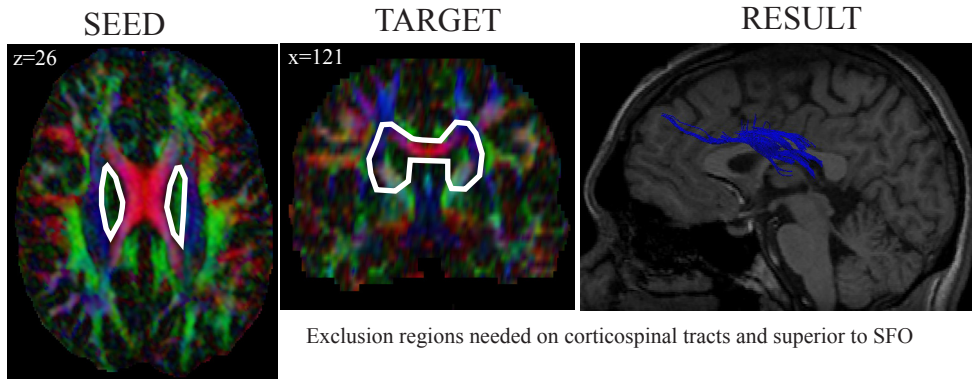 SEED
TARGET
RESULT
z=26
x=121
Exclusion regions needed on corticospinal tracts and superior to SFO